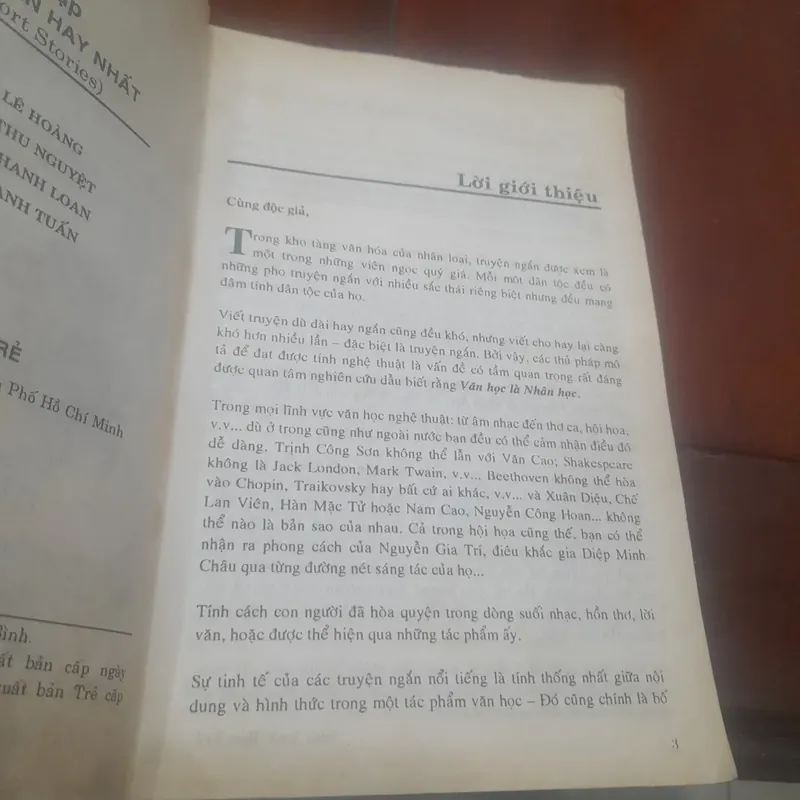 ập
N HAY NHẤT
ort Stories)
LÊ HOÀNG
THU NGUYỆT
HANH LOAN
ANH TUẤN
RẺ
Phố Hồ Chí Minh
Bình.
ất bản cấp ngày
xuất bản Trẻ cấp
Lời giới thiệu
Cùng độc giả,
Trong kho tàng văn hóa của nhân loại, truyện ngắn được xem là
một trong những viên ngọc quý giá. Mỗi một dân tộc đều có
những pho truyện ngắn với nhiều sắc thái riêng biệt nhưng đều mang
đậm tính dân tộc của họ.
Viết truyện dù dài hay ngắn cũng đều khó, nhưng viết cho hay lại càng
khó hơn nhiều lần – đặc biệt là truyện ngắn. Bởi vậy, các thủ pháp mô
tả để đạt được tính nghệ thuật là vấn đề có tầm quan trọng rất đáng
được quan tâm nghiên cứu dẫu biết rằng Văn học là Nhân học.
Trong mọi lĩnh vực văn học nghệ thuật: từ âm nhạc đến thơ ca, hội họa,
v.v... dù ở trong cũng như ngoài nước bạn đều có thể cảm nhận điều đó
dễ dàng. Trịnh Công Sơn không thể lẫn với Văn Cao; Shakespeare
không là Jack London, Mark Twain, v.v... Beethoven không thể hòa
vào Chopin, Traikovsky hay bất cứ ai khác, v.v... và Xuân Diệu, Chế
Lan Viên, Hàn Mặc Tử hoặc Nam Cao, Nguyễn Công Hoan... không
thể nào là bản sao của nhau. Cả trong hội họa cũng thế, bạn có thể
nhận ra phong cách của Nguyễn Gia Trí, điêu khắc gia Diệp Minh
Châu qua từng đường nét sáng tác của họ...
Tính cách con người đã hòa quyện trong dòng suối nhạc, hồn thơ, lời
văn, hoặc được thể hiện qua những tác phẩm ấy.
Sự tinh tế của các truyện ngắn nổi tiếng là tính thống nhất giữa nội
dung và hình thức trong một tác phẩm văn học – Đó cũng chính là bố
3